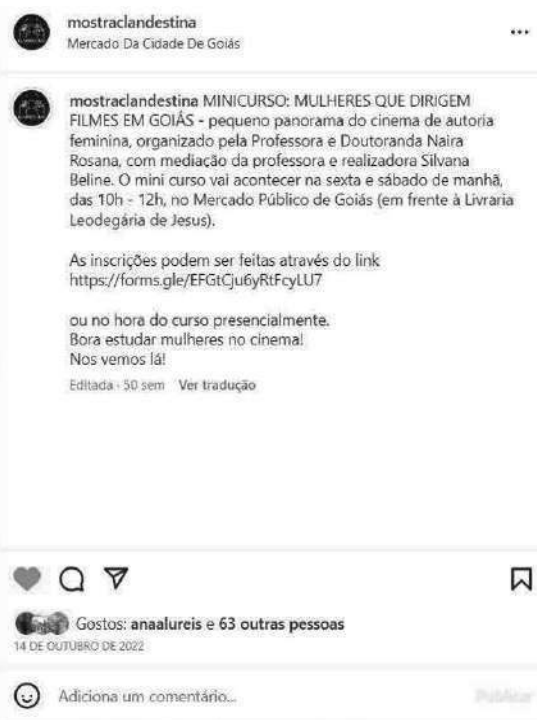 mostraclandestina
Mercado Da Cidade De Goiás
mostraclandestina MINICURSO: MULHERES QUE DIRIGEM
FILMES EM GOIÁS - pequeno panorama do cinema de autoria
feminina, organizado pela Professora e Doutoranda Naira
Rosana, com mediação da professora e realizadora Silvana
Beline. O mini curso vai acontecer na sexta e sábado de manhã,
das 10h - 12h, no Mercado Público de Goiás (em frente à Livraria
Leodegária de Jesus).
As inscrições podem ser feitas através do link
https://forms.gle/EFGtCju6yRtFcyLU7
ou no hora do curso presencialmente.
Bora estudar mulheres no cinema!
Nos vemos lá!
Editada · 50 sem Ver tradução
Gostos: anaalureis e 63 outras pessoas
14 DE OUTUBRO DE 2022
Adiciona um comentário...
Publicar